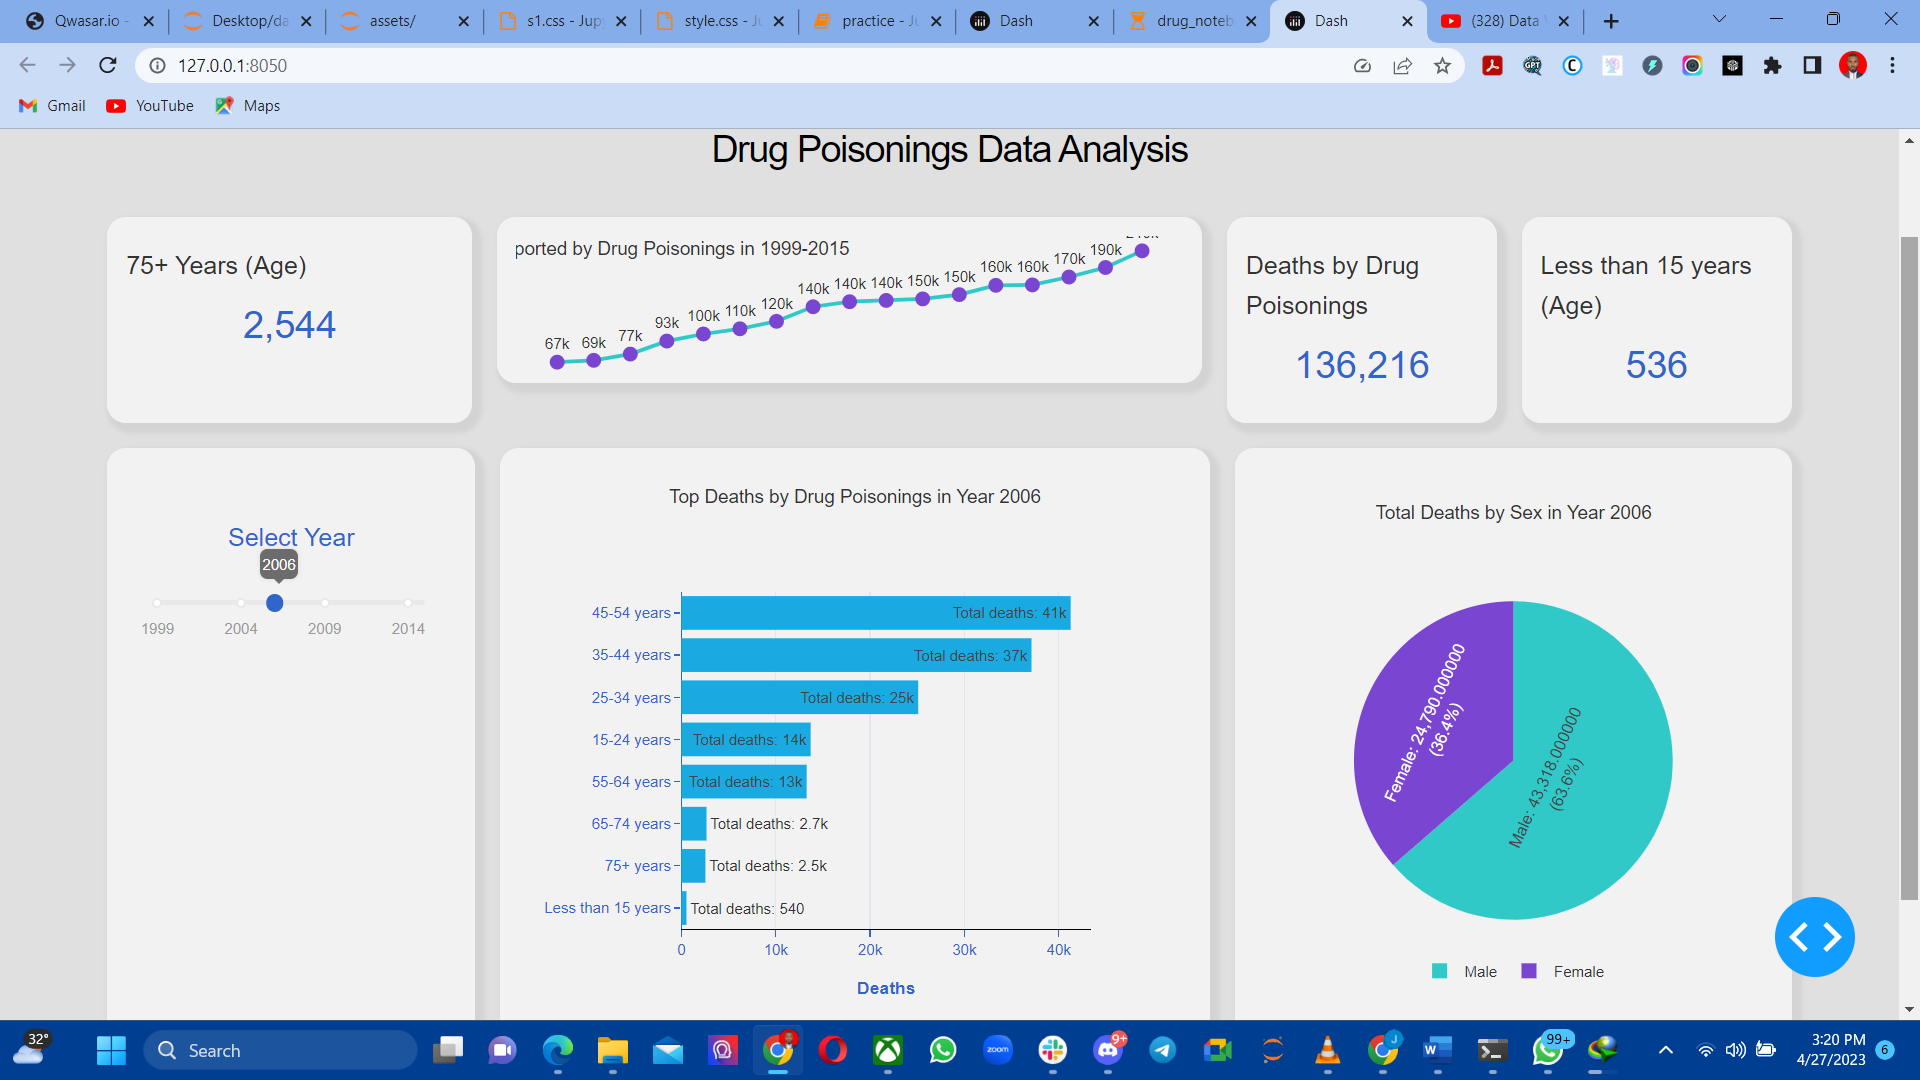 Qwasar.io -
Desktop/da
assets/
s1.css - Jup
style.css - J
practice - J
Dash
drug_noteb
Dash
(328) Data
127.0.0.1:8050
GPT
Gmail
YouTube
Maps
Drug Poisonings Data Analysis
75+ Years (Age)
2,544
ported by Drug Poisonings in 1999-2015
67k 69k 77k 93k 100k 110k 120k 140k 140k 140k 150k 150k 160k 160k 170k 190k
Deaths by Drug
Poisonings
136,216
Less than 15 years
(Age)
536
Select Year
2006
1999 2004 2009 2014
Top Deaths by Drug Poisonings in Year 2006
45-54 years Total deaths: 41k
35-44 years Total deaths: 37k
25-34 years Total deaths: 25k
15-24 years Total deaths: 14k
55-64 years Total deaths: 13k
65-74 years Total deaths: 2.7k
75+ years Total deaths: 2.5k
Less than 15 years Total deaths: 540
0 10k 20k 30k 40k
Deaths
Total Deaths by Sex in Year 2006
Female: 24,790.000000
(36.4%)
Male: 43,318.000000
(63.6%)
Male Female
32°
Search
zoom
9+
J
W
99+
3:20 PM
4/27/2023
6